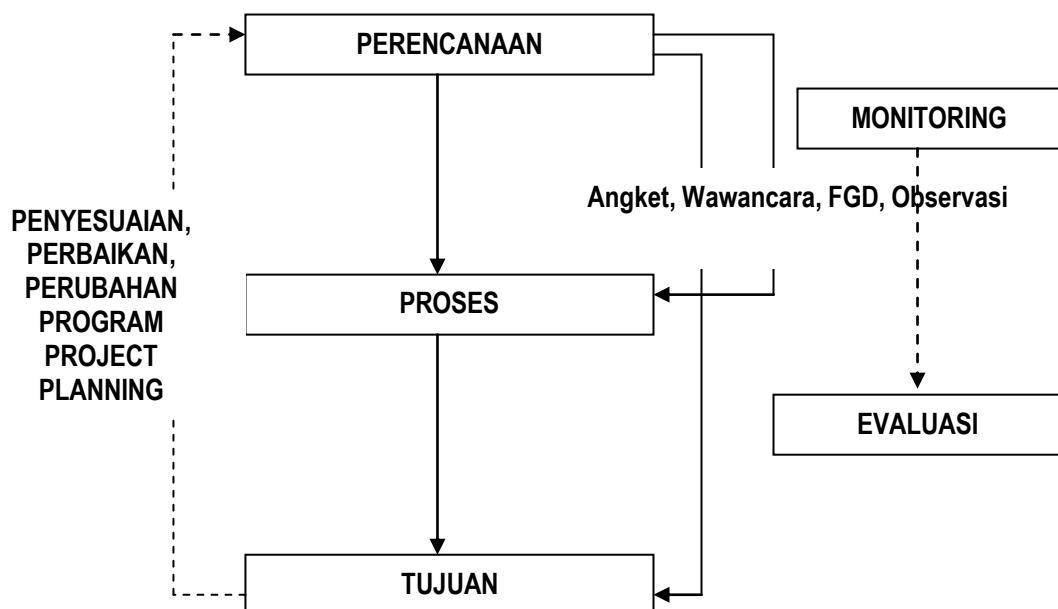 PERENCANAAN
MONITORING
Angket, Wawancara, FGD, Observasi
PENYESUAIAN,
PERBAIKAN,
PERUBAHAN
PROGRAM
PROJECT
PLANNING
PROSES
EVALUASI
TUJUAN